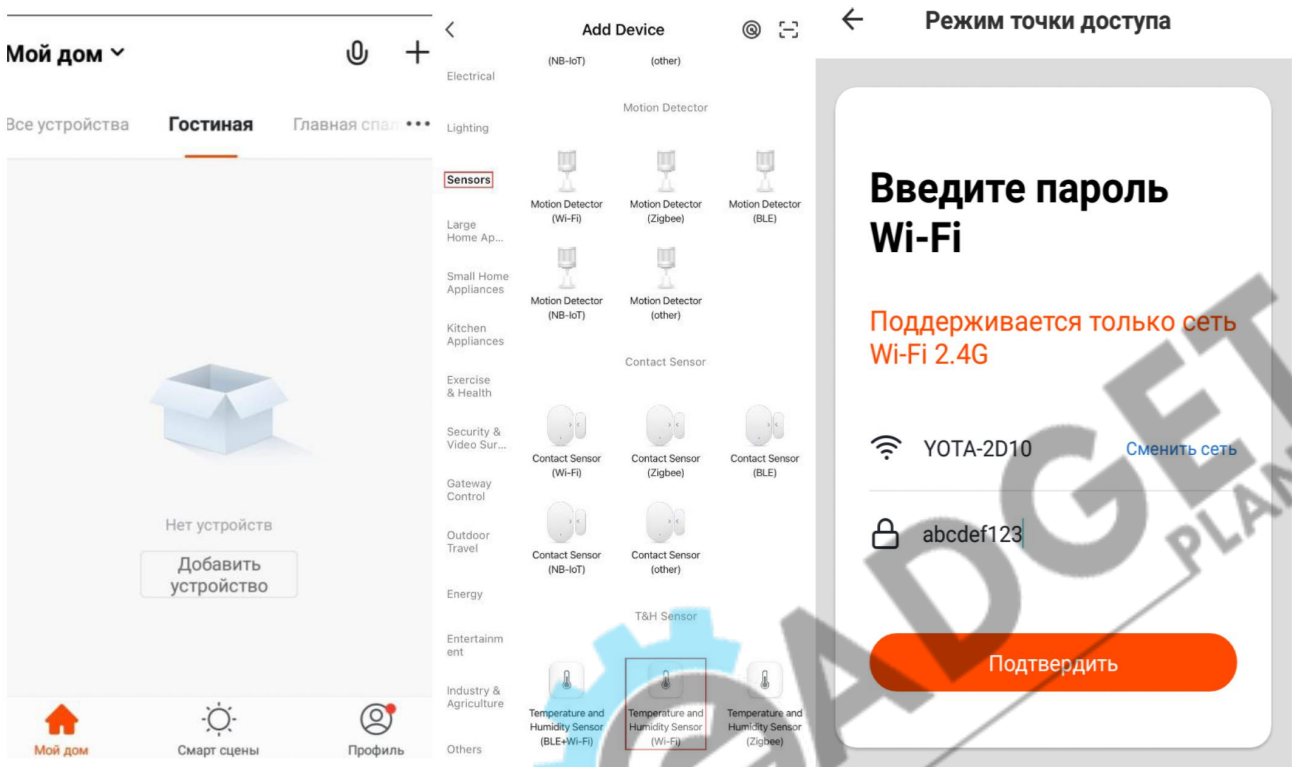 Мой дом
Все устройства
Гостиная
Главная спал
Нет устройств
Добавить
устройство
Мой дом
Смарт сцены
Профиль
Add Device
Electrical
Lighting
Sensors
Large
Home Ap...
Small Home
Appliances
Kitchen
Appliances
Exercise
& Health
Security &
Video Sur...
Gateway
Control
Outdoor
Travel
Energy
Entertainm
ent
Industry &
Agriculture
Others
(NB-IoT)
(other)
Motion Detector
Motion Detector
(Wi-Fi)
Motion Detector
(Zigbee)
Motion Detector
(BLE)
Motion Detector
(NB-IoT)
Motion Detector
(other)
Contact Sensor
Contact Sensor
(Wi-Fi)
Contact Sensor
(Zigbee)
Contact Sensor
(BLE)
Contact Sensor
(NB-IoT)
Contact Sensor
(other)
T&H Sensor
Temperature and
Humidity Sensor
(BLE+Wi-Fi)
Temperature and
Humidity Sensor
(Wi-Fi)
Temperature and
Humidity Sensor
(Zigbee)
Режим точки доступа
Введите пароль
Wi-Fi
Поддерживается только сеть
Wi-Fi 2.4G
YOTA-2D10
Сменить сеть
abcdef123
Подтвердить
GADGET
PLAN